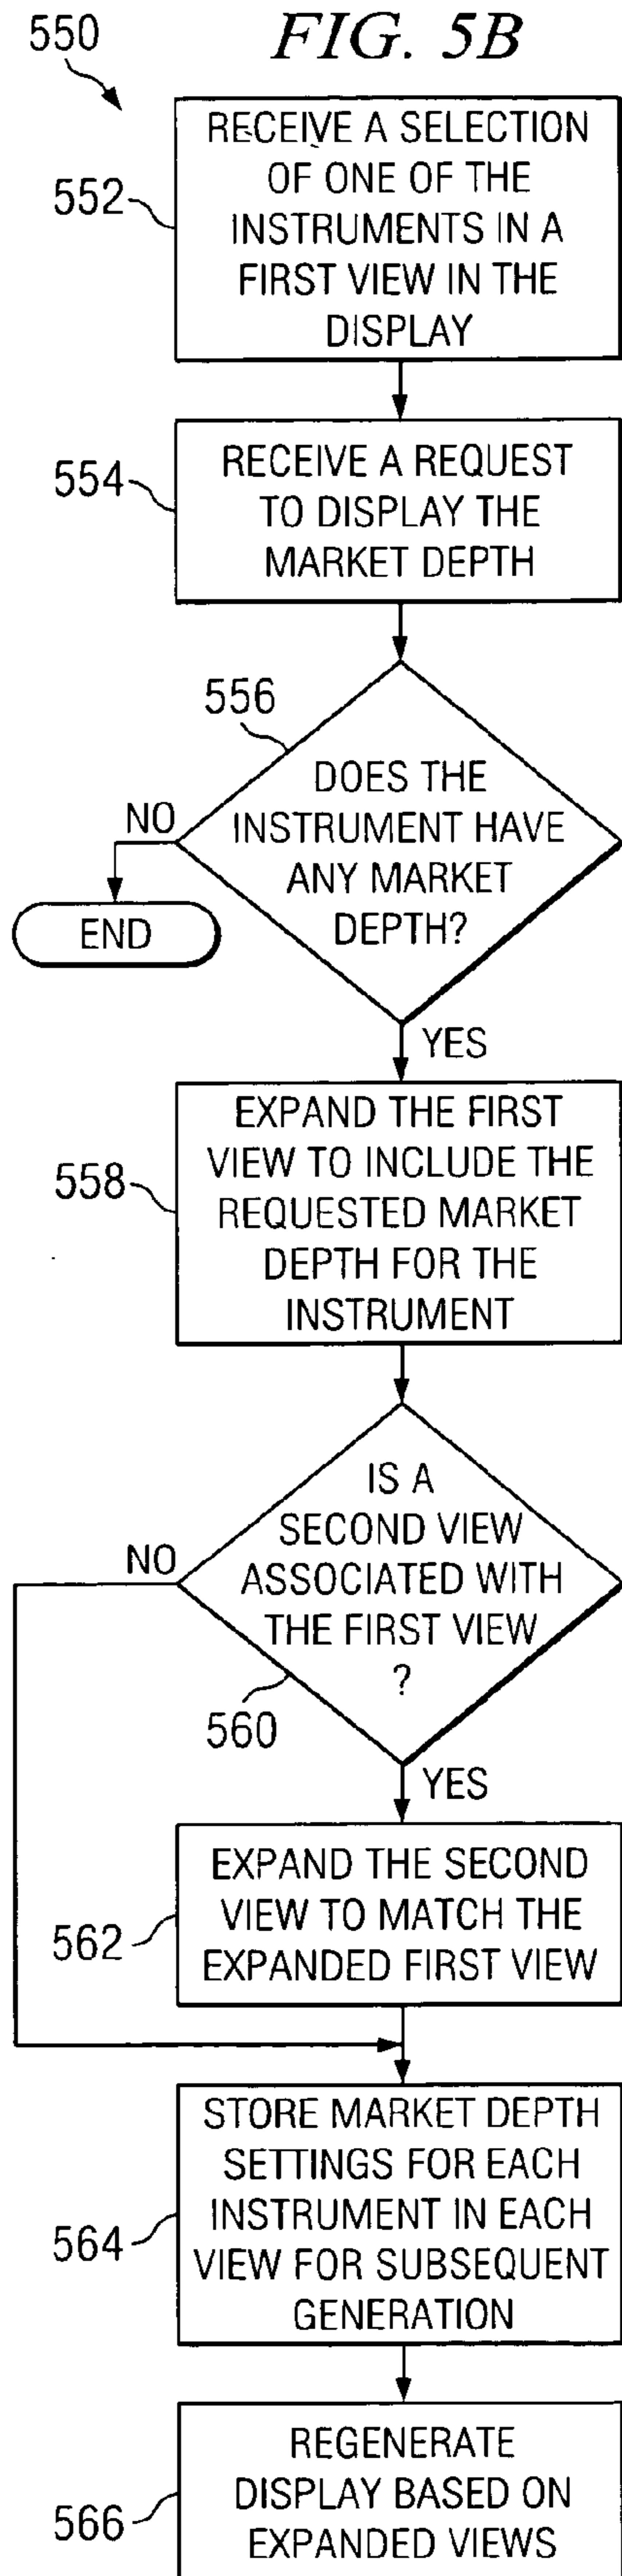 550
FIG. 5B
552
RECEIVE A SELECTION
OF ONE OF THE
INSTRUMENTS IN A
FIRST VIEW IN THE
DISPLAY
554
RECEIVE A REQUEST
TO DISPLAY THE
MARKET DEPTH
556
DOES THE
INSTRUMENT HAVE
ANY MARKET
DEPTH?
NO
END
YES
558
EXPAND THE FIRST
VIEW TO INCLUDE THE
REQUESTED MARKET
DEPTH FOR THE
INSTRUMENT
IS A
SECOND VIEW
ASSOCIATED WITH
THE FIRST VIEW
?
NO
560
YES
562
EXPAND THE SECOND
VIEW TO MATCH THE
EXPANDED FIRST VIEW
564
STORE MARKET DEPTH
SETTINGS FOR EACH
INSTRUMENT IN EACH
VIEW FOR SUBSEQUENT
GENERATION
566
REGENERATE
DISPLAY BASED ON
EXPANDED VIEWS